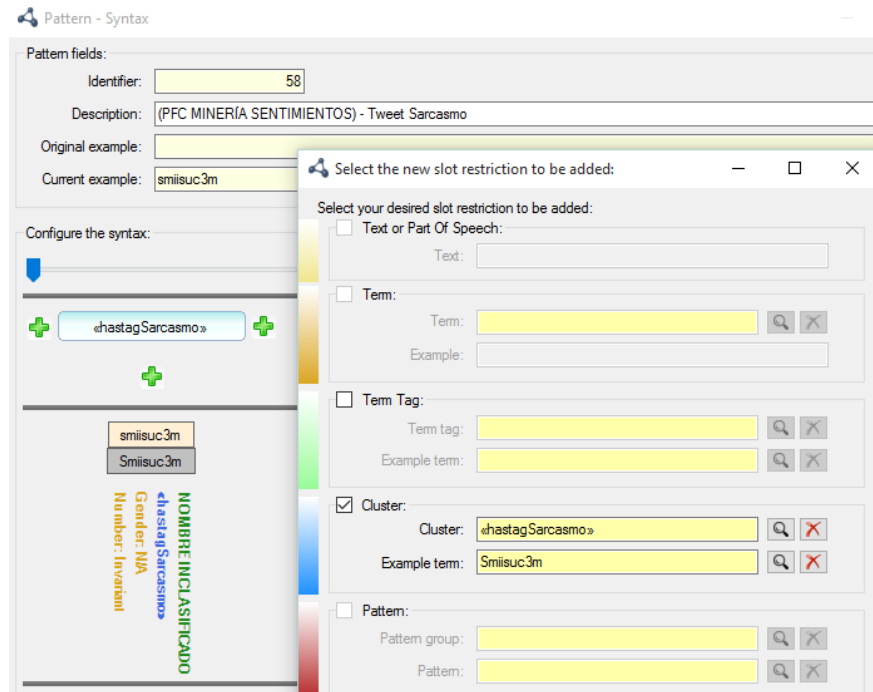 Pattern - Syntax
Pattern fields:
Identifier: 58
Description: (PFC MINERÍA SENTIMIENTOS) - Tweet Sarcasmo
Original example:
Current example: smiisuc3m
Configure the syntax:
«hastagSarcasmo»
smiisuc3m
Smiisuc3m
NOMBRE INCLASIFICADO
«hastagSarcasmo»
Gender: N/A
Number: Invariant
Select the new slot restriction to be added:
Select your desired slot restriction to be added:
Text or Part Of Speech:
Text:
Term:
Term:
Example:
Term Tag:
Term tag:
Example term:
Cluster:
Cluster: «hastagSarcasmo»
Example term: Smiisuc3m
Pattern:
Pattern group:
Pattern: